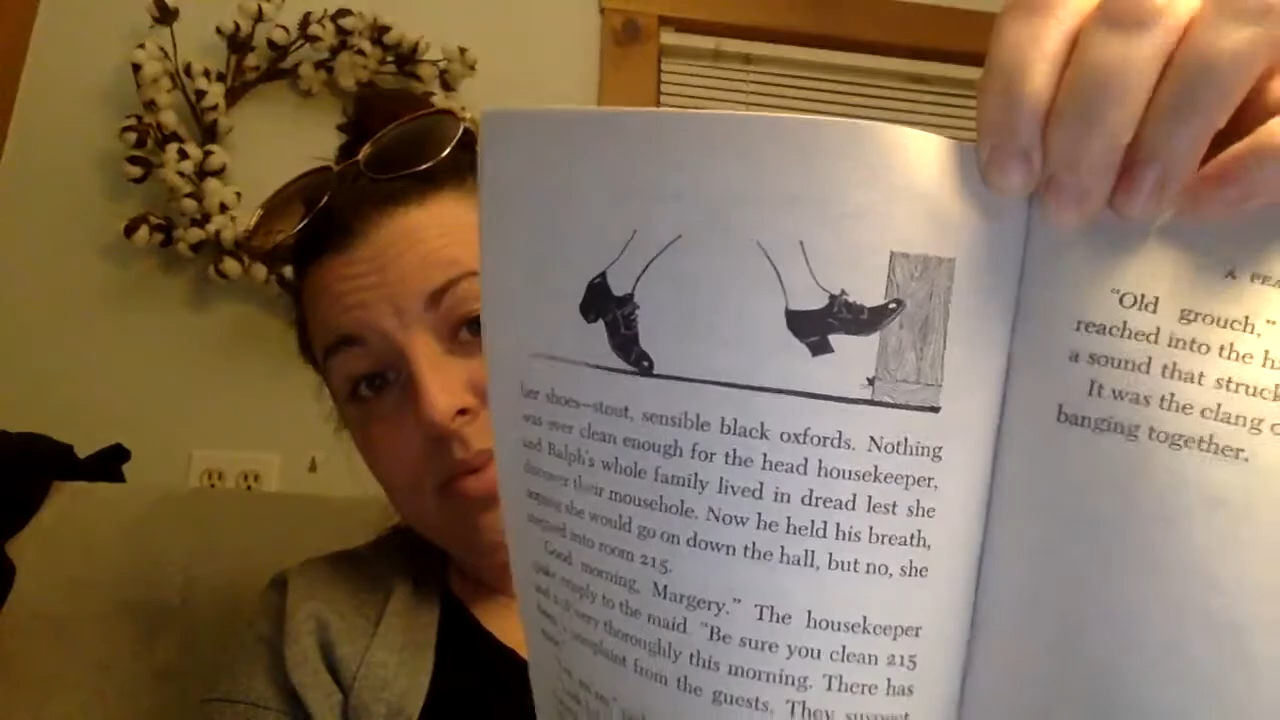 her shoes—stout, sensible black oxfords. Nothing
was ever clean enough for the head housekeeper,
and Ralph's whole family lived in dread lest she
discover their mousehole. Now he held his breath,
hoping she would go on down the hall, but no, she
stepped into room 215.
"Good morning, Margery." The housekeeper
spoke crisply to the maid. "Be sure you clean 215
very thoroughly this morning. There has
been a complaint from the guests. They suspect
A PEA
"Old grouch,"
reached into the h
a sound that struck
It was the clang o
banging together.